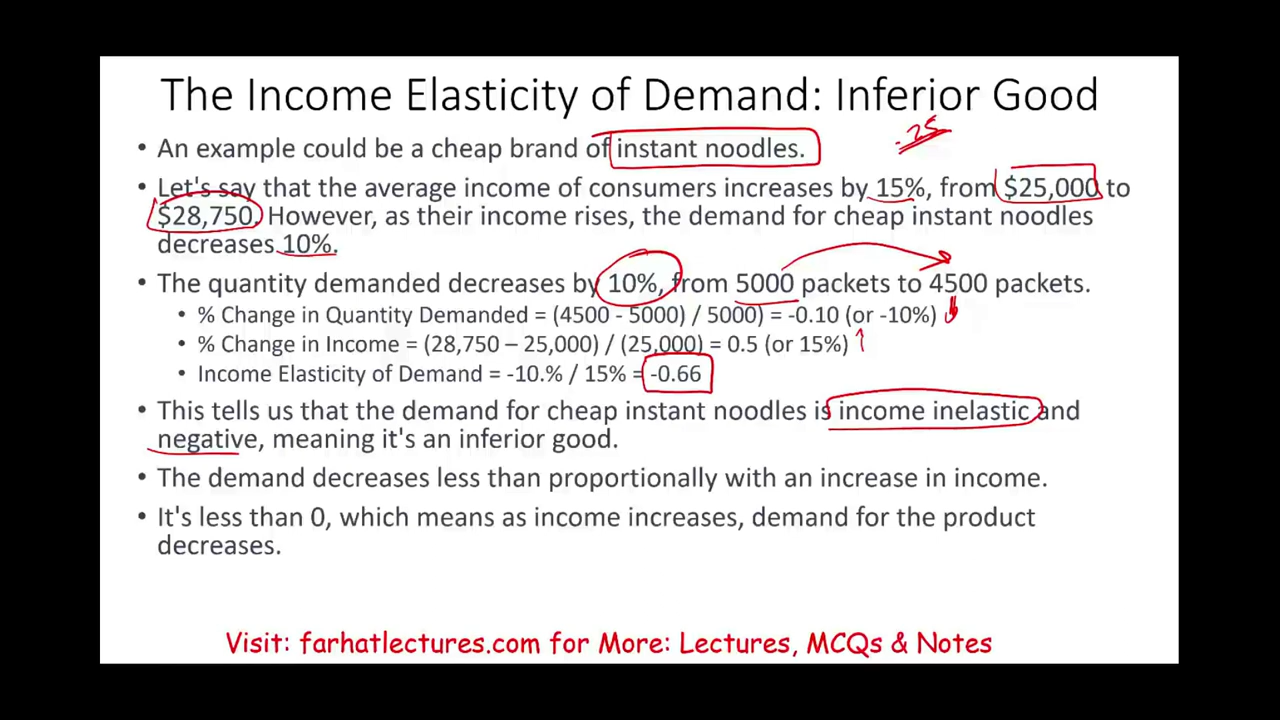 The Income Elasticity of Demand: Inferior Good
.25
• An example could be a cheap brand of instant noodles.
• Let's say that the average income of consumers increases by 15%, from $25,000 to
$28,750. However, as their income rises, the demand for cheap instant noodles
decreases 10%.
• The quantity demanded decreases by 10%, from 5000 packets to 4500 packets.
• % Change in Quantity Demanded = (4500 - 5000) / 5000) = -0.10 (or -10%)
• % Change in Income = (28,750 – 25,000) / (25,000) = 0.5 (or 15%)
• Income Elasticity of Demand = -10.% / 15% = -0.66
• This tells us that the demand for cheap instant noodles is income inelastic and
negative, meaning it's an inferior good.
• The demand decreases less than proportionally with an increase in income.
• It's less than 0, which means as income increases, demand for the product
decreases.
Visit: farhatlectures.com for More: Lectures, MCQs & Notes